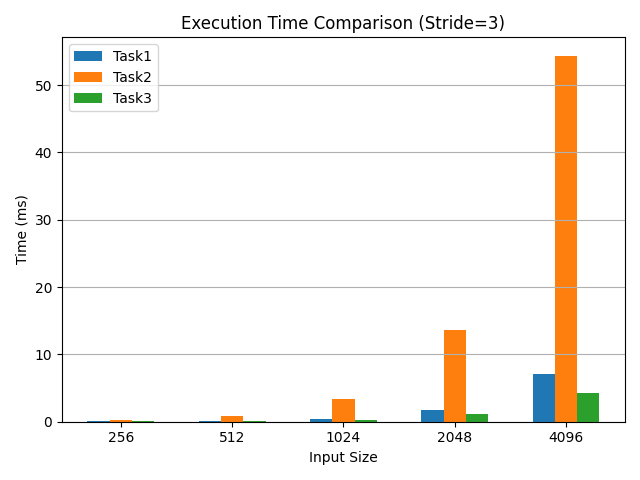 Execution Time Comparison (Stride=3)
Task1
Task2
Task3
50
40
30
20
10
0
Time (ms)
256 512 1024 2048 4096
Input Size